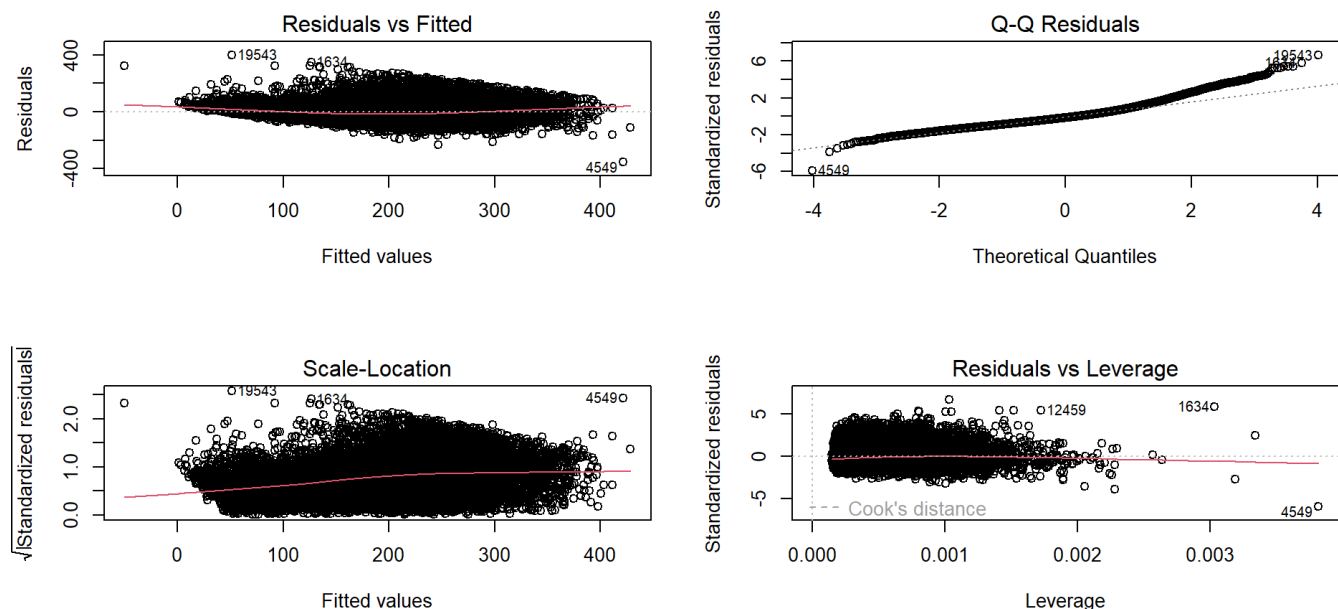 Residuals vs Fitted
Residuals
400
0
-400
19543
1634
4549
0 100 200 300 400
Fitted values
Q-Q Residuals
Standardized residuals
6
2
-2
-6
19543
1634
4549
-4 -2 0 2 4
Theoretical Quantiles
Scale-Location
√|Standardized residuals|
2.0
1.0
0.0
19543
1634
4549
0 100 200 300 400
Fitted values
Residuals vs Leverage
Standardized residuals
5
0
-5
12459
1634
4549
Cook's distance
0.000 0.001 0.002 0.003
Leverage